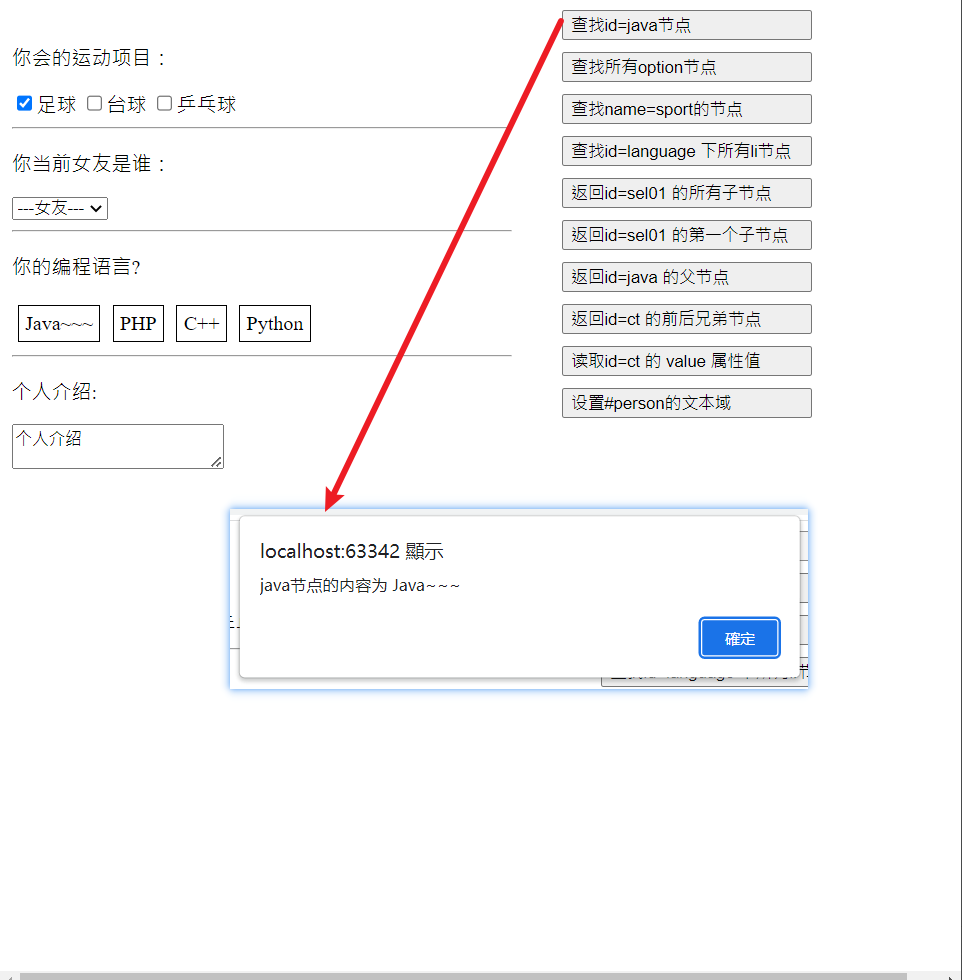 你会的运动项目：
足球 台球 乒乓球
你当前女友是谁：
---女友---
你的编程语言?
Java~~~ PHP C++ Python
个人介绍:
个人介绍
查找id=java节点
查找所有option节点
查找name=sport的节点
查找id=language 下所有li节点
返回id=sel01 的所有子节点
返回id=sel01 的第一个子节点
返回id=java 的父节点
返回id=ct 的前后兄弟节点
读取id=ct 的 value 属性值
设置#person的文本域
localhost:63342 顯示
java节点的内容为 Java~~~
確定